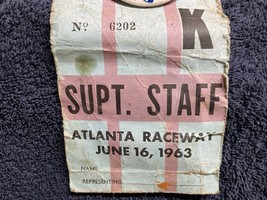 Nº 6202
K
SUPT. STAFF
ATLANTA RACEWAY
JUNE 16, 1963
NAME
REPRESENTING